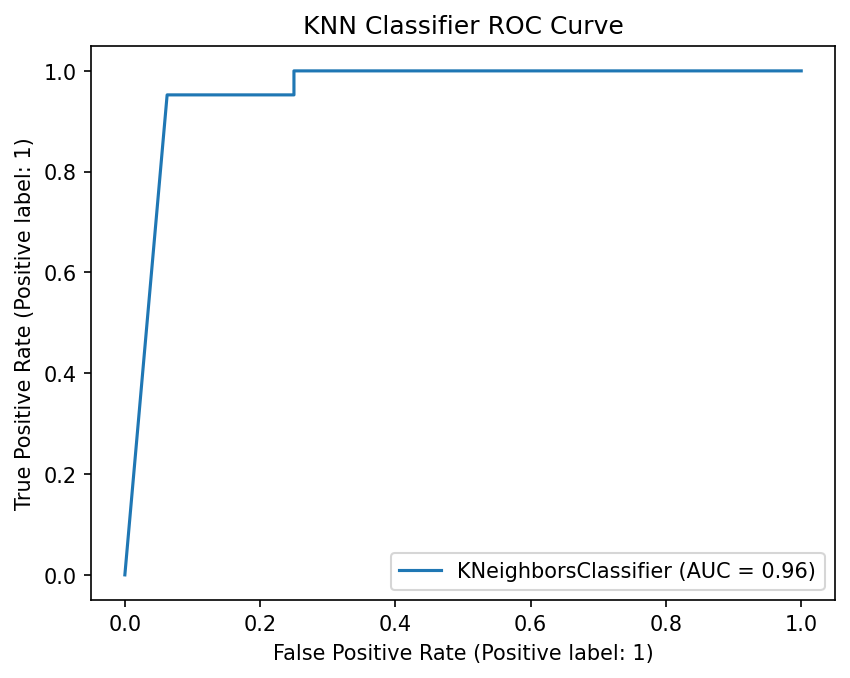 KNN Classifier ROC Curve
1.0
0.8
0.6
0.4
0.2
0.0
True Positive Rate (Positive label: 1)
KNeighborsClassifier (AUC = 0.96)
0.0 0.2 0.4 0.6 0.8 1.0
False Positive Rate (Positive label: 1)